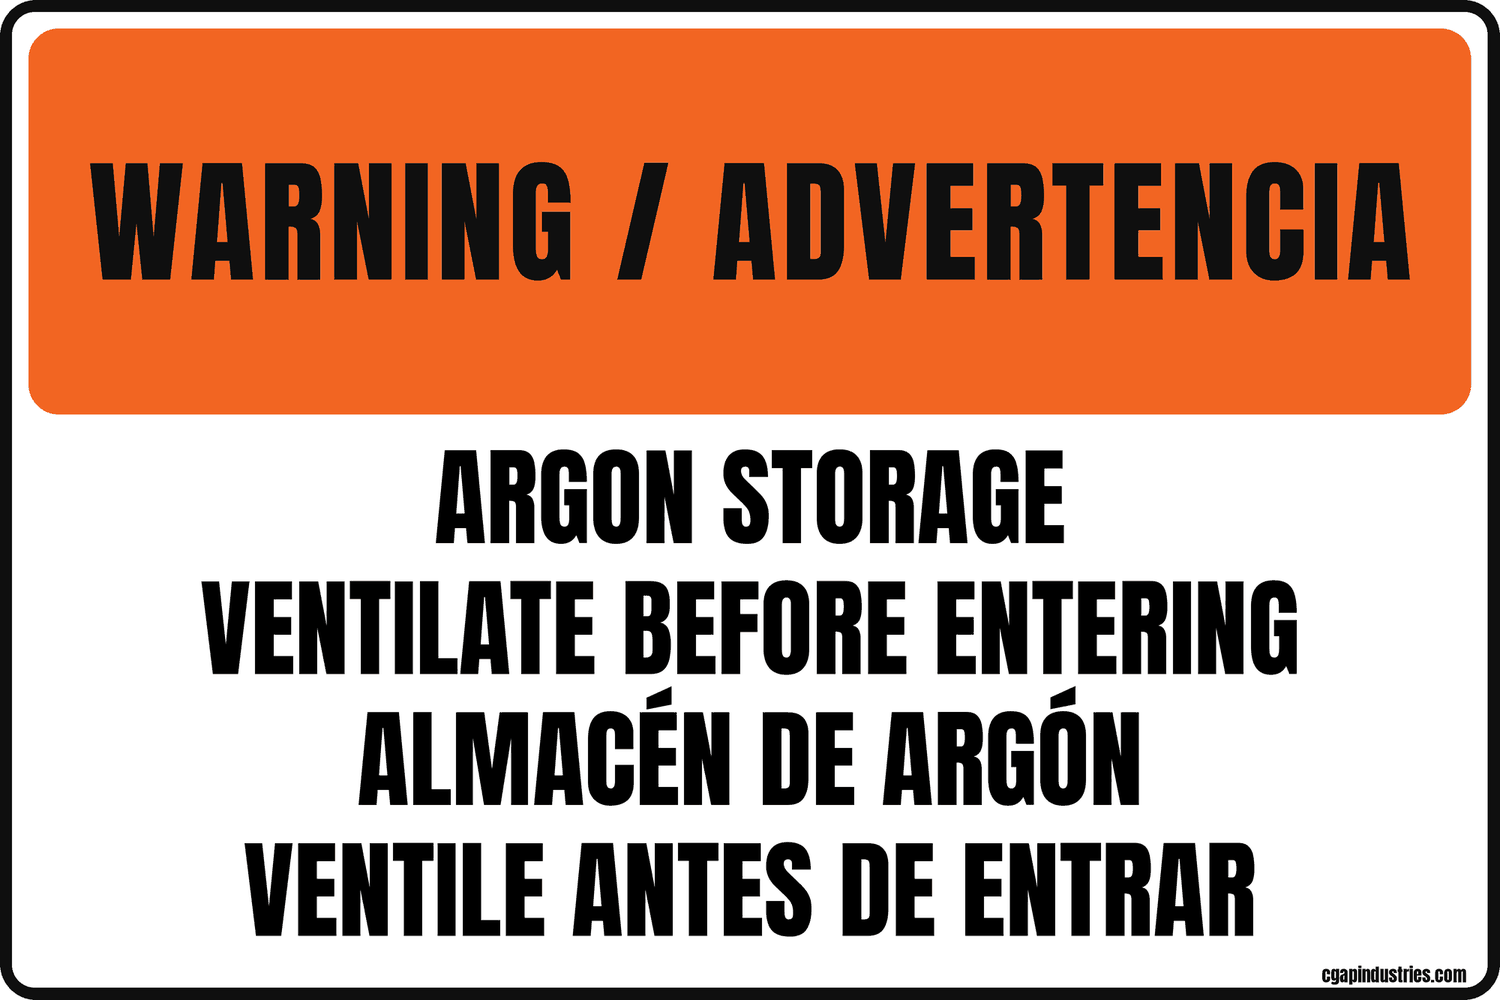 WARNING / ADVERTENCIA
ARGON STORAGE
VENTILATE BEFORE ENTERING
ALMACÉN DE ARGÓN
VENTILE ANTES DE ENTRAR
cgapindustries.com